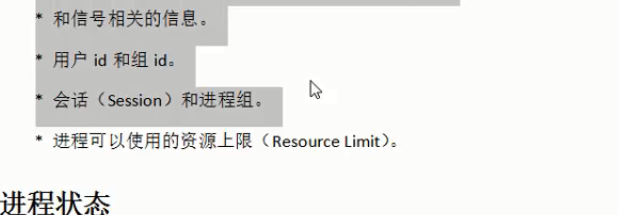 * 和信号相关的信息。
* 用户 id 和组 id。
* 会话（Session）和进程组。
* 进程可以使用的资源上限（Resource Limit）。
进程状态